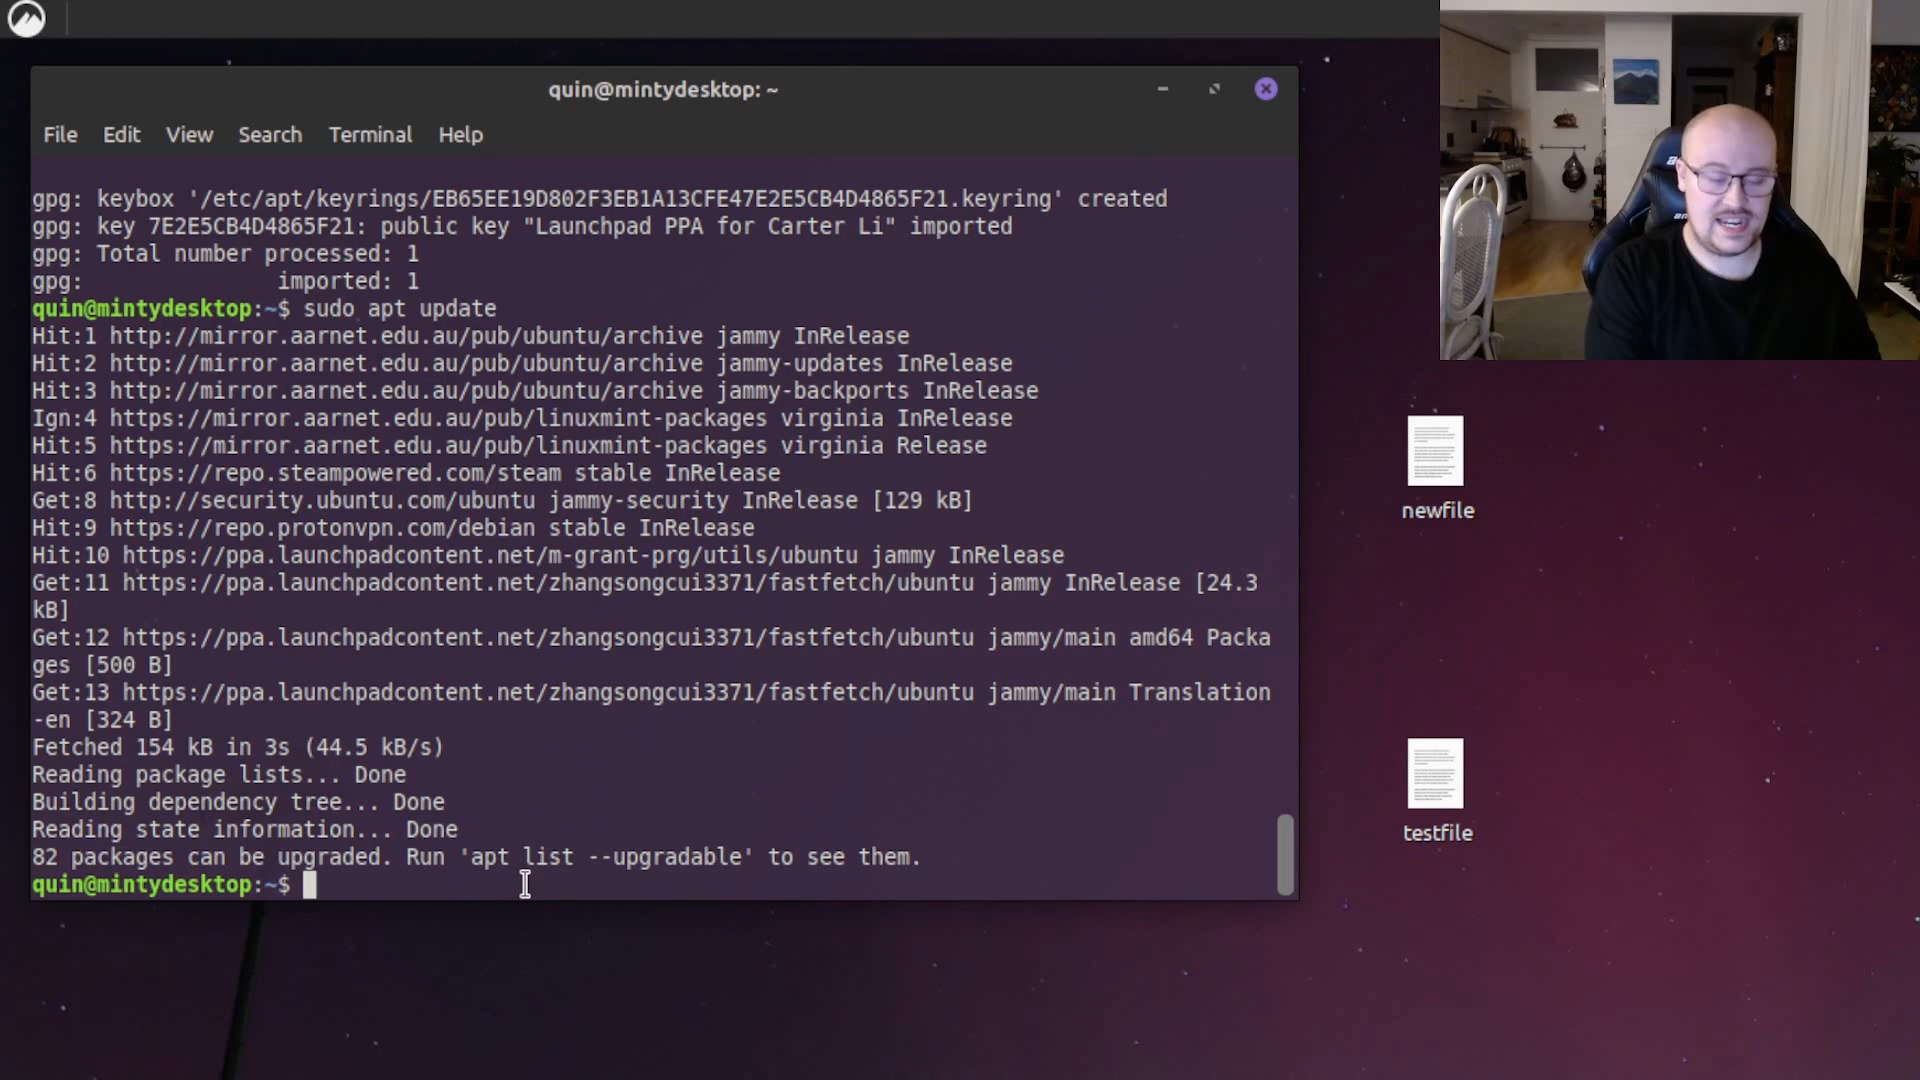 quin@mintydesktop: ~
File Edit View Search Terminal Help
gpg: keybox '/etc/apt/keyrings/EB65EE19D802F3EB1A13CFE47E2E5CB4D4865F21.keyring' created
gpg: key 7E2E5CB4D4865F21: public key "Launchpad PPA for Carter Li" imported
gpg: Total number processed: 1
gpg:               imported: 1
quin@mintydesktop:~$ sudo apt update
Hit:1 http://mirror.aarnet.edu.au/pub/ubuntu/archive jammy InRelease
Hit:2 http://mirror.aarnet.edu.au/pub/ubuntu/archive jammy-updates InRelease
Hit:3 http://mirror.aarnet.edu.au/pub/ubuntu/archive jammy-backports InRelease
Ign:4 https://mirror.aarnet.edu.au/pub/linuxmint-packages virginia InRelease
Hit:5 https://mirror.aarnet.edu.au/pub/linuxmint-packages virginia Release
Hit:6 https://repo.steampowered.com/steam stable InRelease
Get:8 http://security.ubuntu.com/ubuntu jammy-security InRelease [129 kB]
Hit:9 https://repo.protonvpn.com/debian stable InRelease
Hit:10 https://ppa.launchpadcontent.net/m-grant-prg/utils/ubuntu jammy InRelease
Get:11 https://ppa.launchpadcontent.net/zhangsongcui3371/fastfetch/ubuntu jammy InRelease [24.3
kB]
Get:12 https://ppa.launchpadcontent.net/zhangsongcui3371/fastfetch/ubuntu jammy/main amd64 Packa
ges [500 B]
Get:13 https://ppa.launchpadcontent.net/zhangsongcui3371/fastfetch/ubuntu jammy/main Translation
-en [324 B]
Fetched 154 kB in 3s (44.5 kB/s)
Reading package lists... Done
Building dependency tree... Done
Reading state information... Done
82 packages can be upgraded. Run 'apt list --upgradable' to see them.
quin@mintydesktop:~$
newfile
testfile